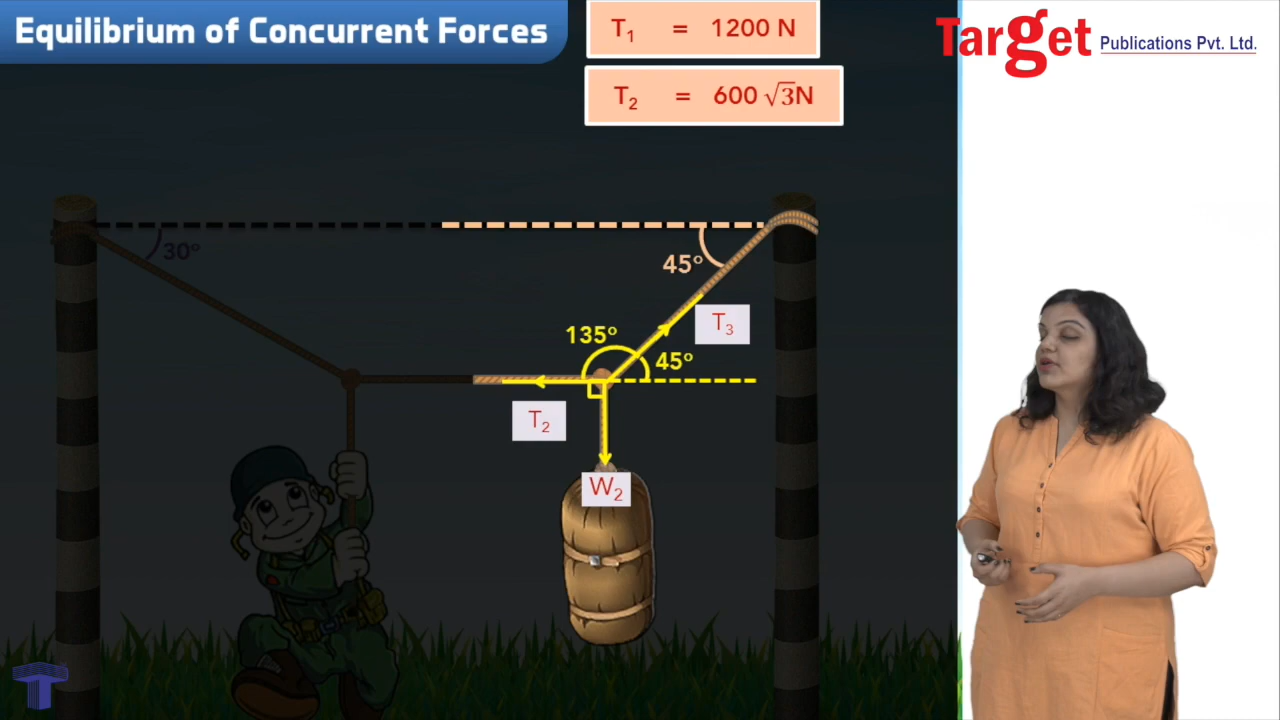 Equilibrium of Concurrent Forces
T₁ = 1200 N
T₂ = 600 √3N
Target Publications Pvt. Ltd.
30°
45°
T₃
135°
45°
T₂
W₂
T